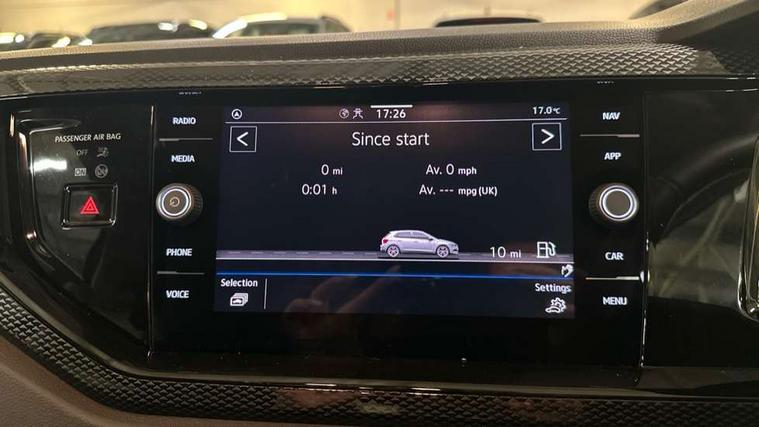 PASSENGER AIR BAG
OFF
ON
RADIO
MEDIA
PHONE
VOICE
17:26
17.0°C
Since start
0 mi
Av. 0 mph
0:01 h
Av. --- mpg (UK)
10 mi
Selection
Settings
NAV
APP
CAR
MENU